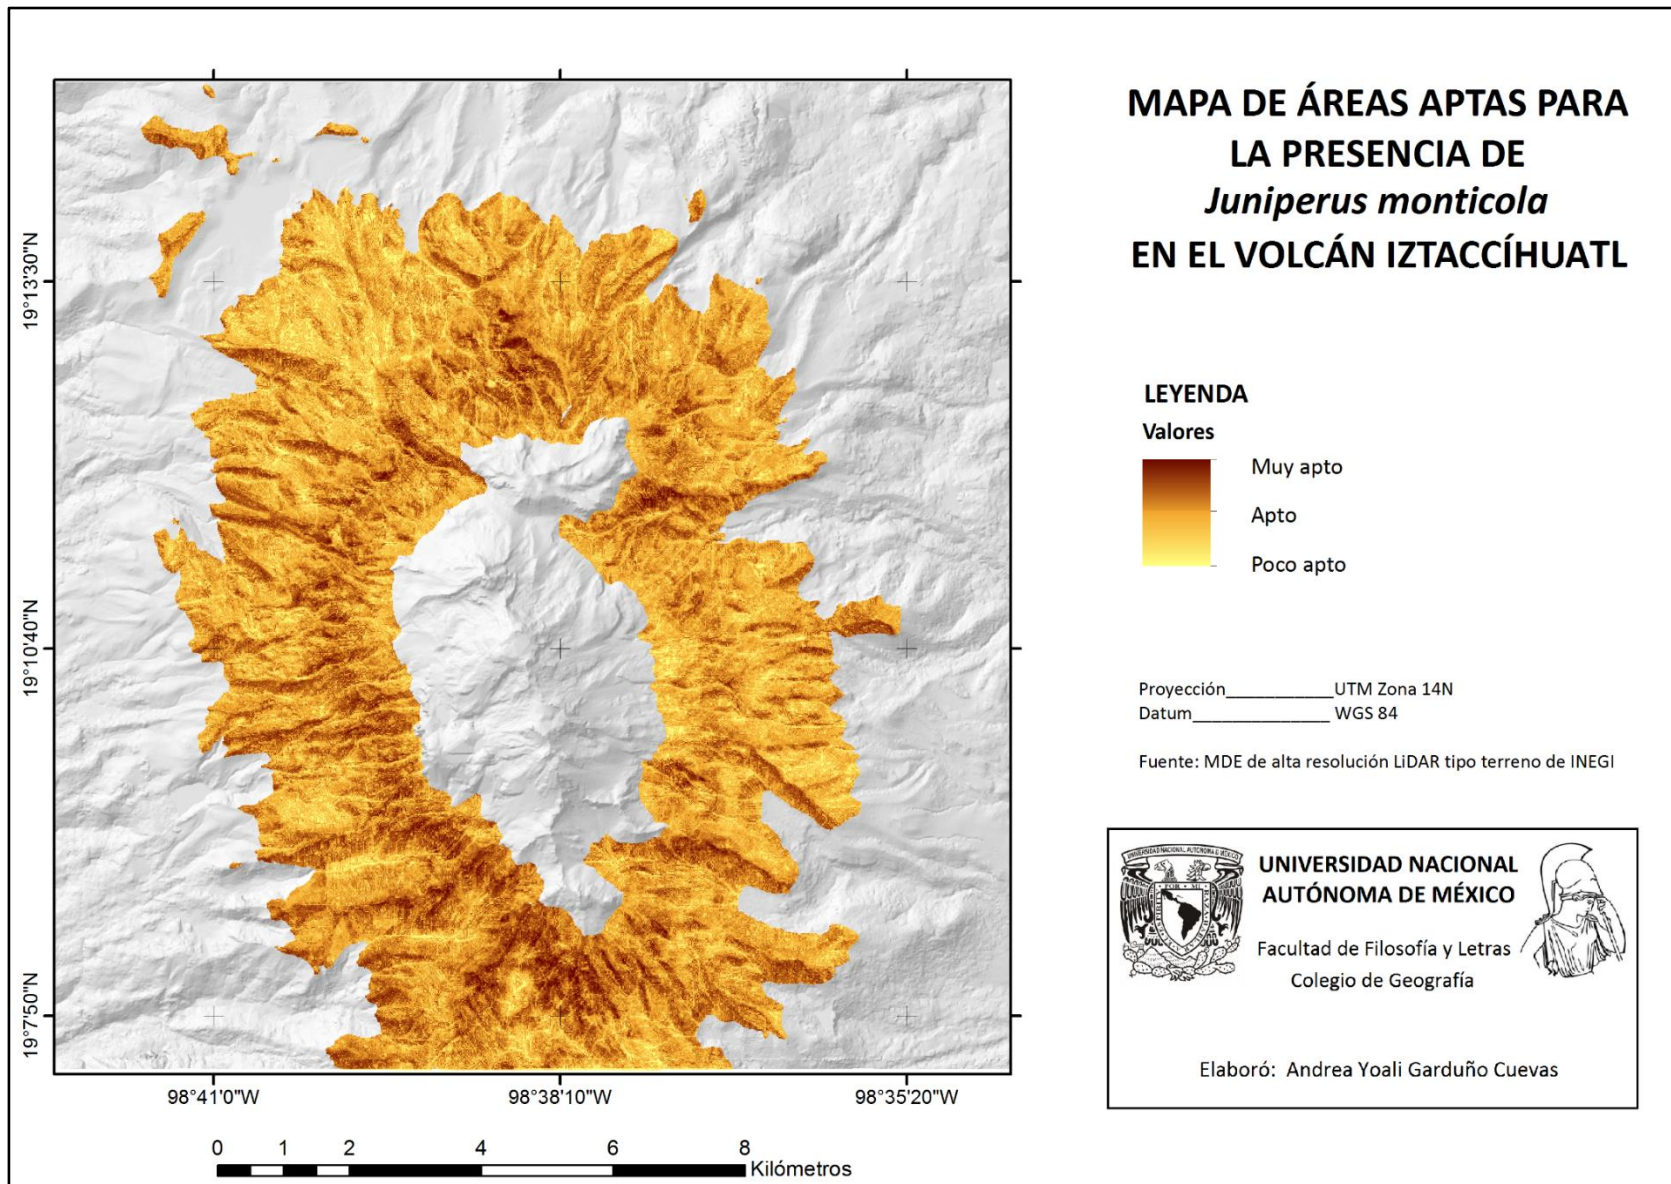 MAPA DE ÁREAS APTAS PARA
LA PRESENCIA DE
Juniperus monticola
EN EL VOLCÁN IZTACCÍHUATL
LEYENDA
Valores
Muy apto
Apto
Poco apto
Proyección___________UTM Zona 14N
Datum______________ WGS 84
Fuente: MDE de alta resolución LiDAR tipo terreno de INEGI
UNIVERSIDAD NACIONAL
AUTÓNOMA DE MÉXICO
Facultad de Filosofía y Letras
Colegio de Geografía
Elaboró: Andrea Yoali Garduño Cuevas
19°13'30"N
19°10'40"N
19°7'50"N
98°41'0"W
98°38'10"W
98°35'20"W
0 1 2 4 6 8
Kilómetros